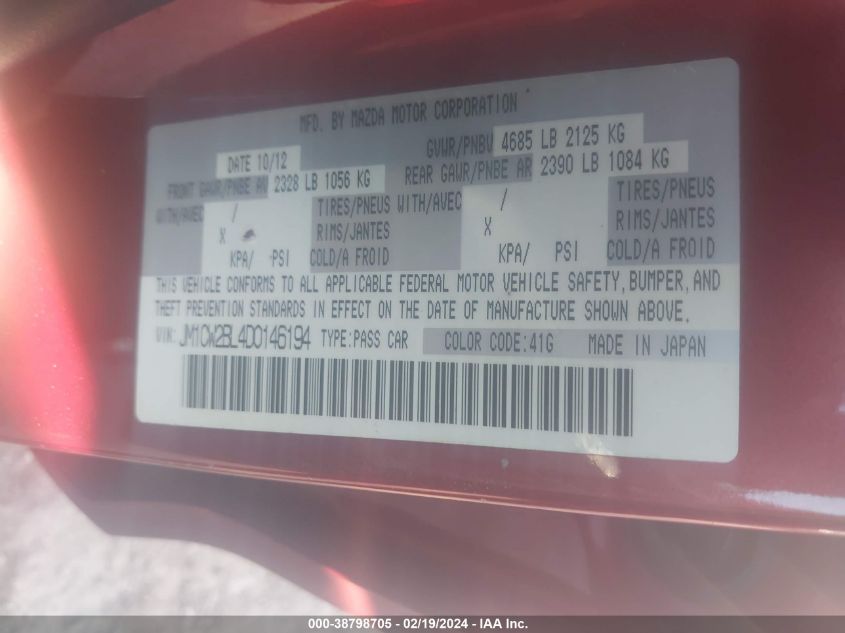 MFD. BY MAZDA MOTOR CORPORATION
DATE 10/12 GVWR/PNBV 4685 LB 2125 KG
FRONT GAWR/PNBE AV 2328 LB 1056 KG REAR GAWR/PNBE AR 2390 LB 1084 KG
WITH/AVEC / TIRES/PNEUS WITH/AVEC / TIRES/PNEUS
X RIMS/JANTES X RIMS/JANTES
KPA/ PSI COLD/A FROID KPA/ PSI COLD/A FROID
THIS VEHICLE CONFORMS TO ALL APPLICABLE FEDERAL MOTOR VEHICLE SAFETY, BUMPER, AND
THEFT PREVENTION STANDARDS IN EFFECT ON THE DATE OF MANUFACTURE SHOWN ABOVE.
VIN: JM1CW2BL4D0146194 TYPE:PASS CAR COLOR CODE:41G MADE IN JAPAN
000-38798705 - 02/19/2024 - IAA Inc.